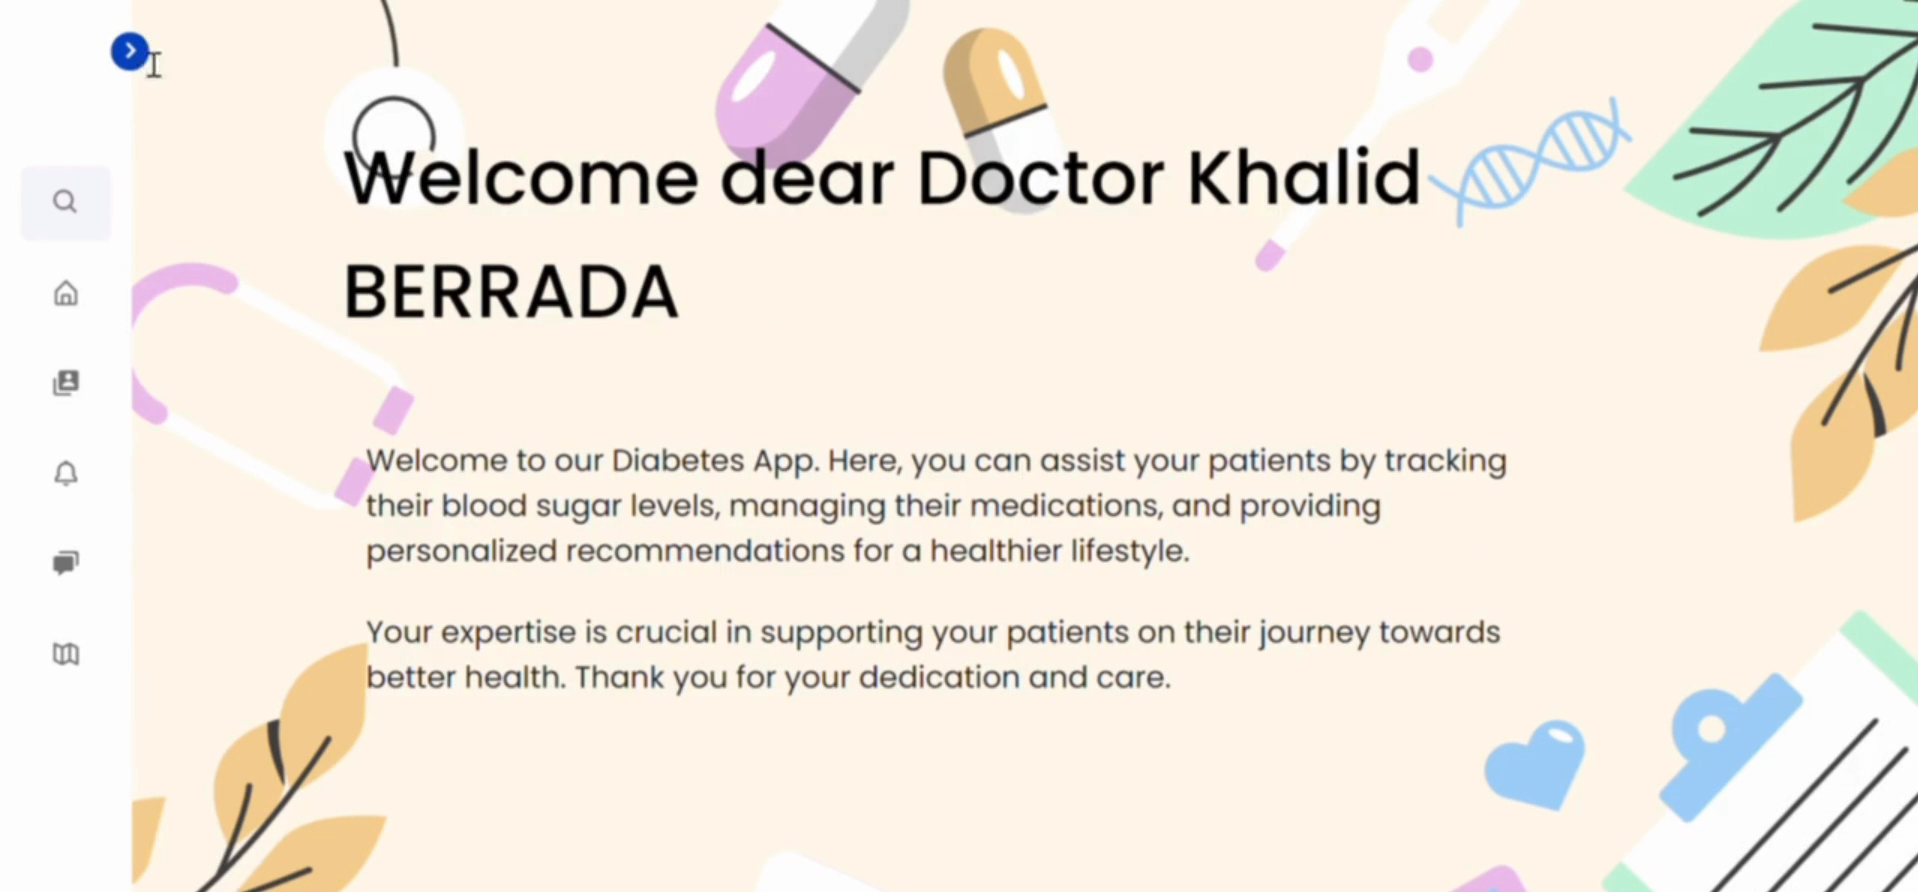 Welcome dear Doctor Khalid
BERRADA
Welcome to our Diabetes App. Here, you can assist your patients by tracking
their blood sugar levels, managing their medications, and providing
personalized recommendations for a healthier lifestyle.
Your expertise is crucial in supporting your patients on their journey towards
better health. Thank you for your dedication and care.